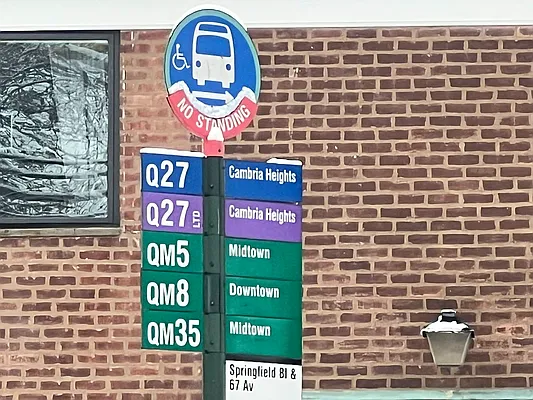 NO STANDING
Q27 Cambria Heights
Q27 LTD Cambria Heights
QM5 Midtown
QM8 Downtown
QM35 Midtown
Springfield Bl &
67 Av